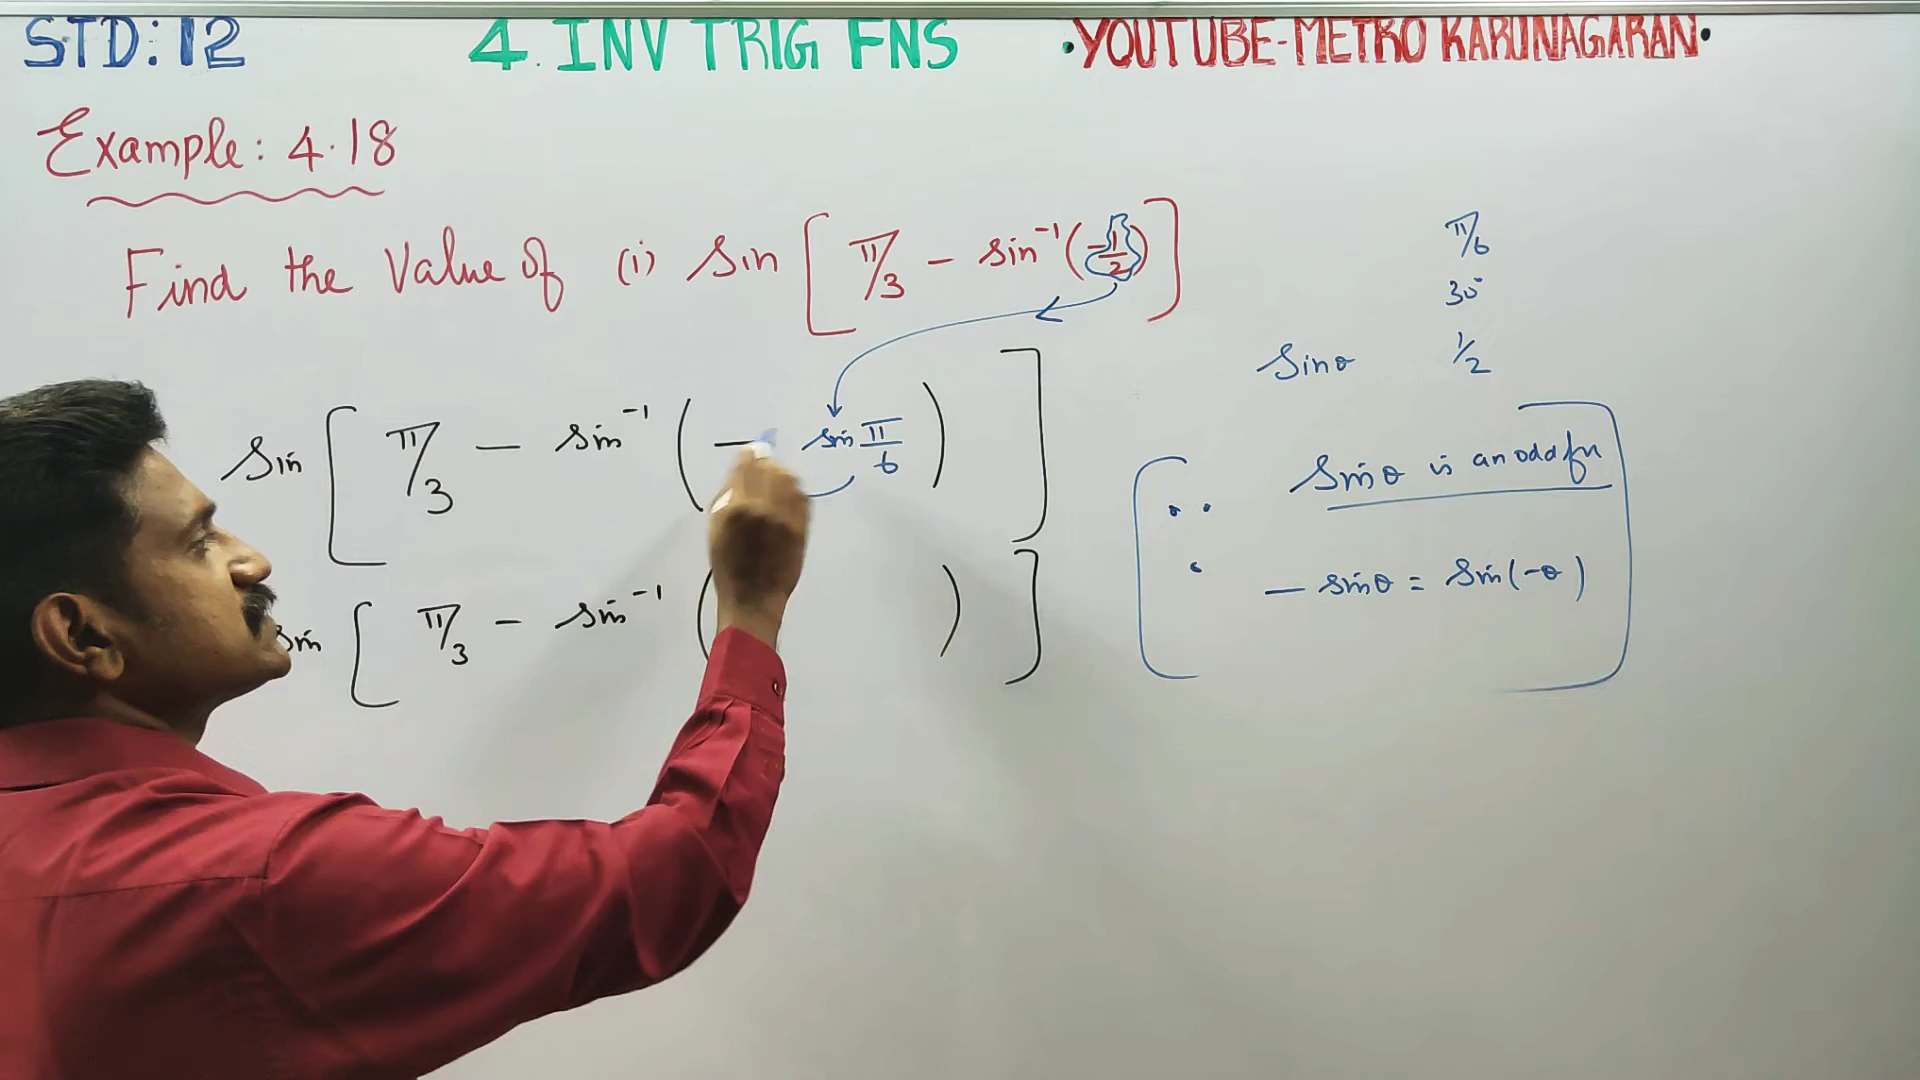 STD: 12 4. INV TRIG FNS •YOUTUBE-METRO KARUNAGARAN•
Example: 4.18
Find the Value of (i) sin [ π/3 − sin⁻¹(−1/2) ]
π/6
30°
sinθ 1/2
sin [ π/3 − sin⁻¹ ( − sin π/6 ) ]
∵ sinθ is an odd fn
− sinθ = sin(−θ)
sin [ π/3 − sin⁻¹ ( ) ]